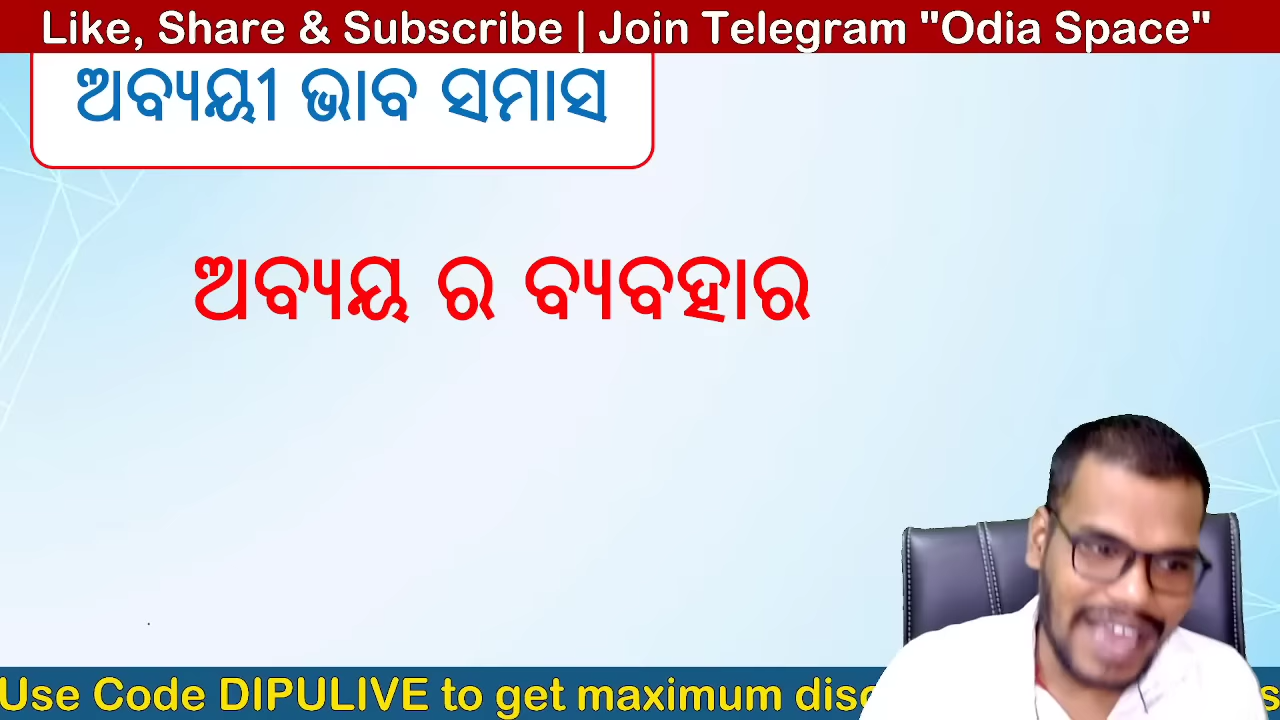 Like, Share & Subscribe | Join Telegram "Odia Space"
ଅବ୍ୟୟୀ ଭାବ ସମାସ
ଅବ୍ୟୟ ର ବ୍ୟବହାର
Use Code DIPULIVE to get maximum